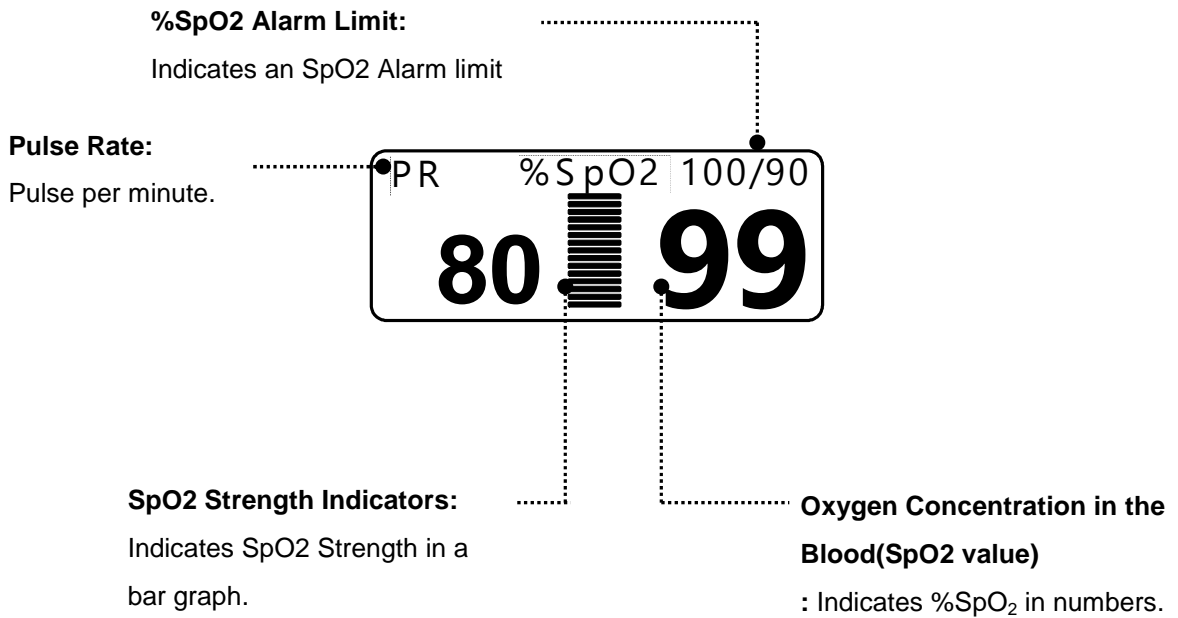 %SpO2 Alarm Limit:
Indicates an SpO2 Alarm limit
Pulse Rate:
Pulse per minute.
PR %SpO2 100/90
80 99
SpO2 Strength Indicators:
Indicates SpO2 Strength in a
bar graph.
Oxygen Concentration in the
Blood(SpO2 value)
: Indicates %SpO₂ in numbers.